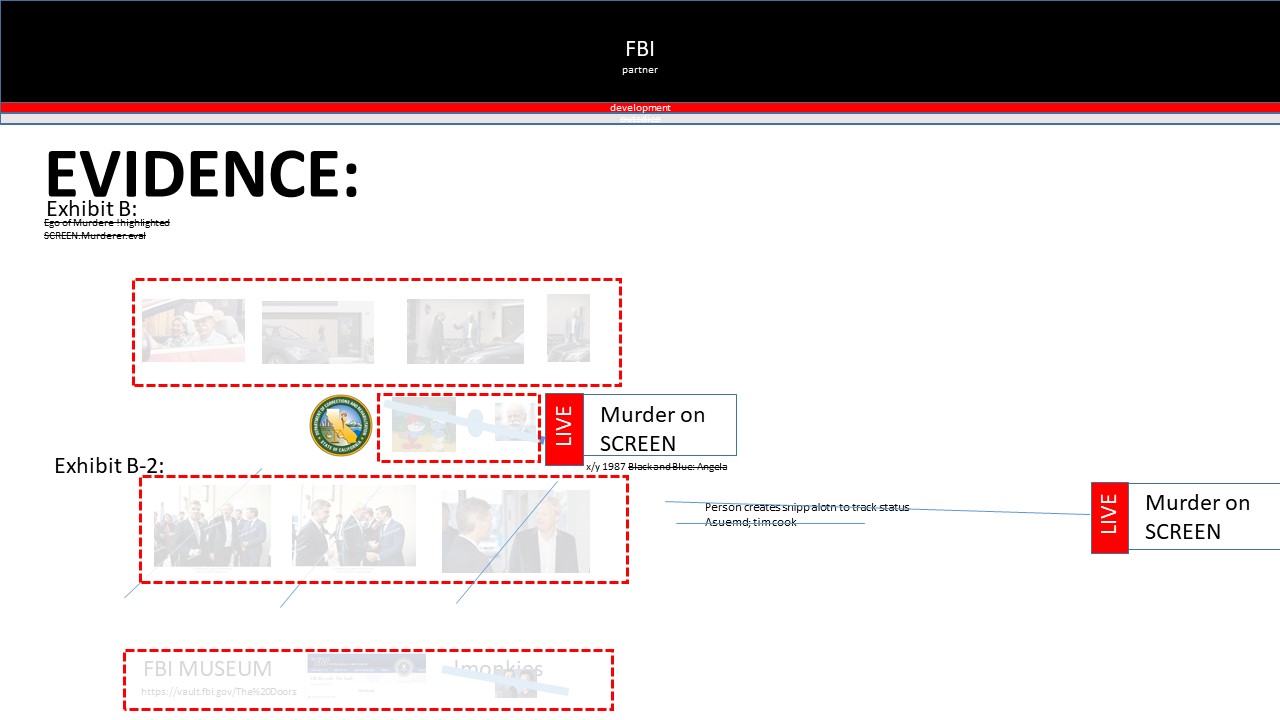 FBI
partner
development
EVIDENCE:
Exhibit B:
Ego of Murdere !highlighted
SCREEN.Murderer.eval
LIVE
Murder on
SCREEN
x/y 1987 Black and Blue: Angela
Exhibit B-2:
Person creates snipp alotn to track status
Asuemd; tim cook
LIVE
Murder on
SCREEN
FBI MUSEUM
!monkies
https://vault.fbi.gov/The%20Doors